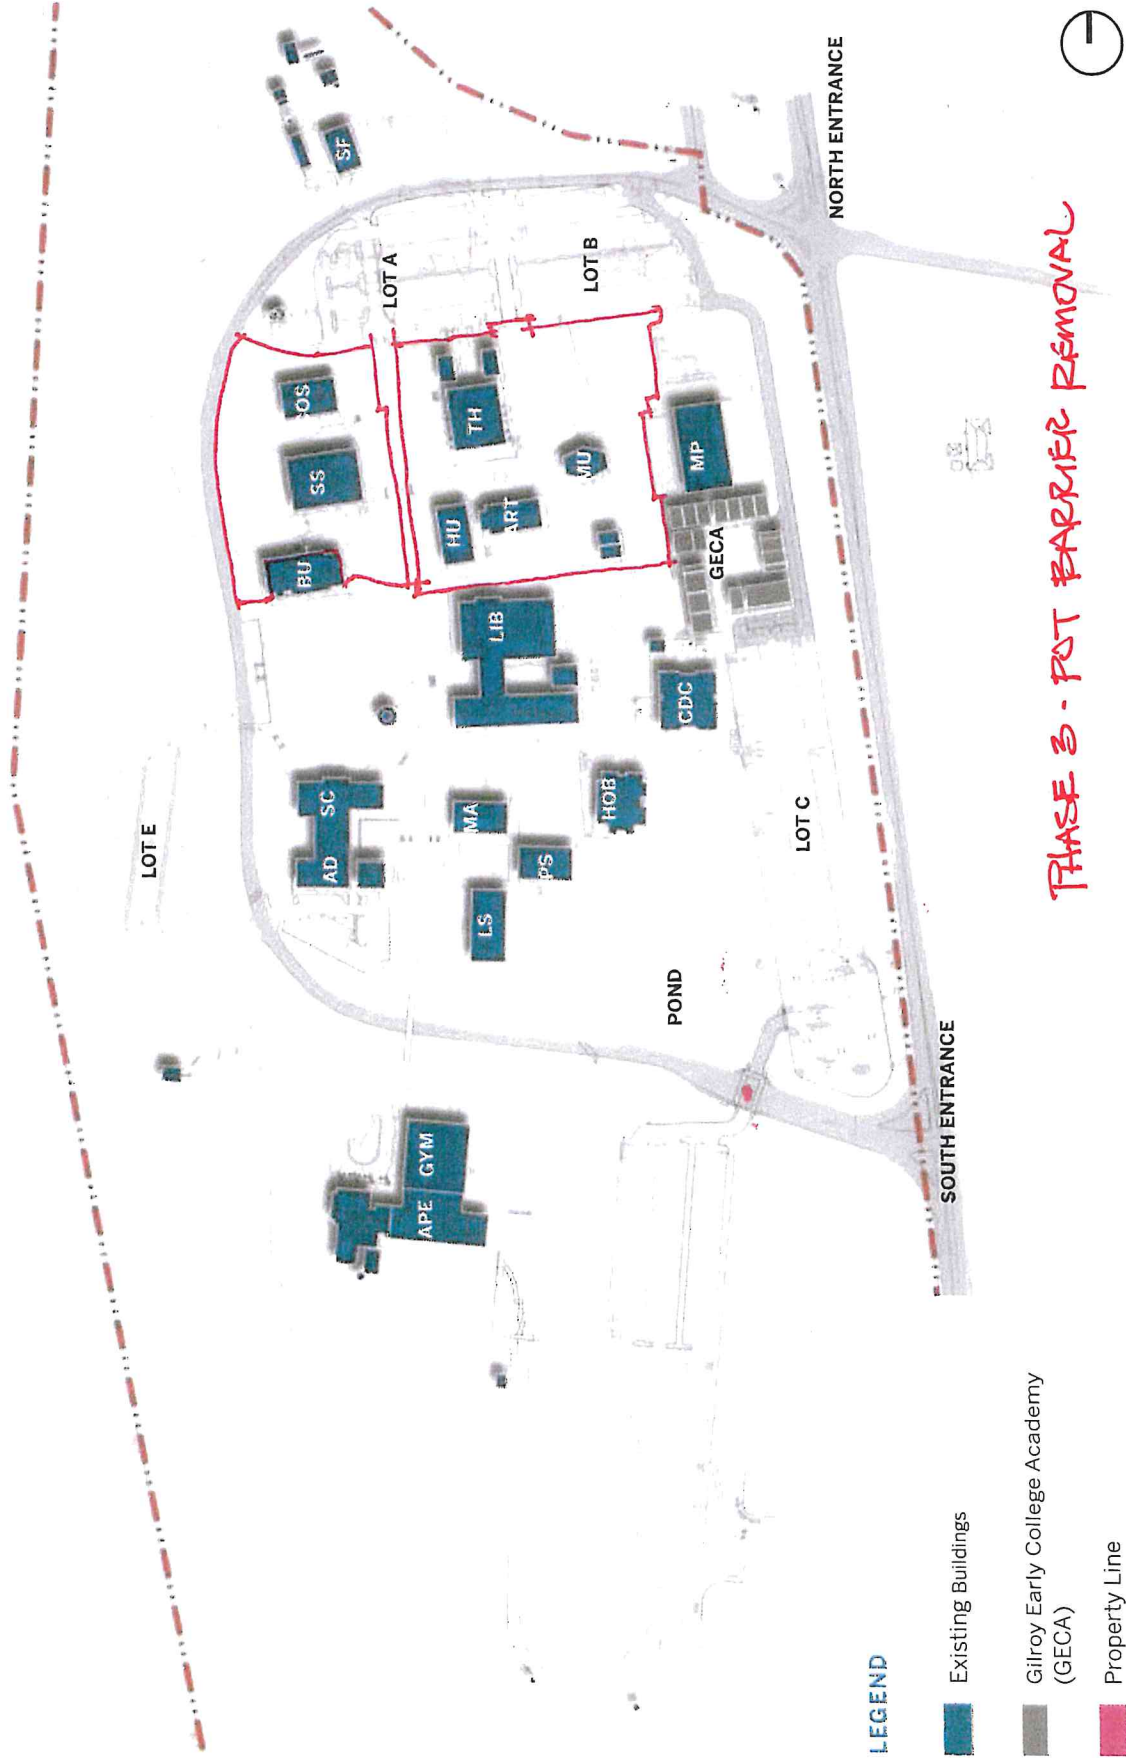 LOT E
SF
LOT A
LOT B
NORTH ENTRANCE
COS
SS
BU
TH
HU
ART
MU
MP
GECA
LIB
CDC
SC
AD
MA
HOB
PS
LS
LOT C
POND
GYM
APE
SOUTH ENTRANCE
PHASE 3 - POT BARRIER REMOVAL
LEGEND
Existing Buildings
Gilroy Early College Academy
(GECA)
Property Line